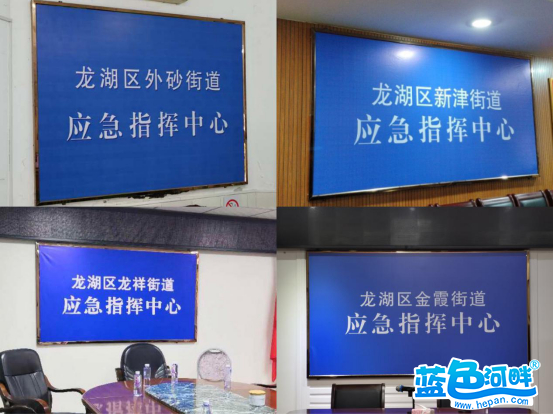 龙湖区外砂街道
应急指挥中心
龙湖区新津街道
应急指挥中心
龙湖区龙祥街道
应急指挥中心
龙湖区金霞街道
应急指挥中心
蓝色河畔
www.hepan.com